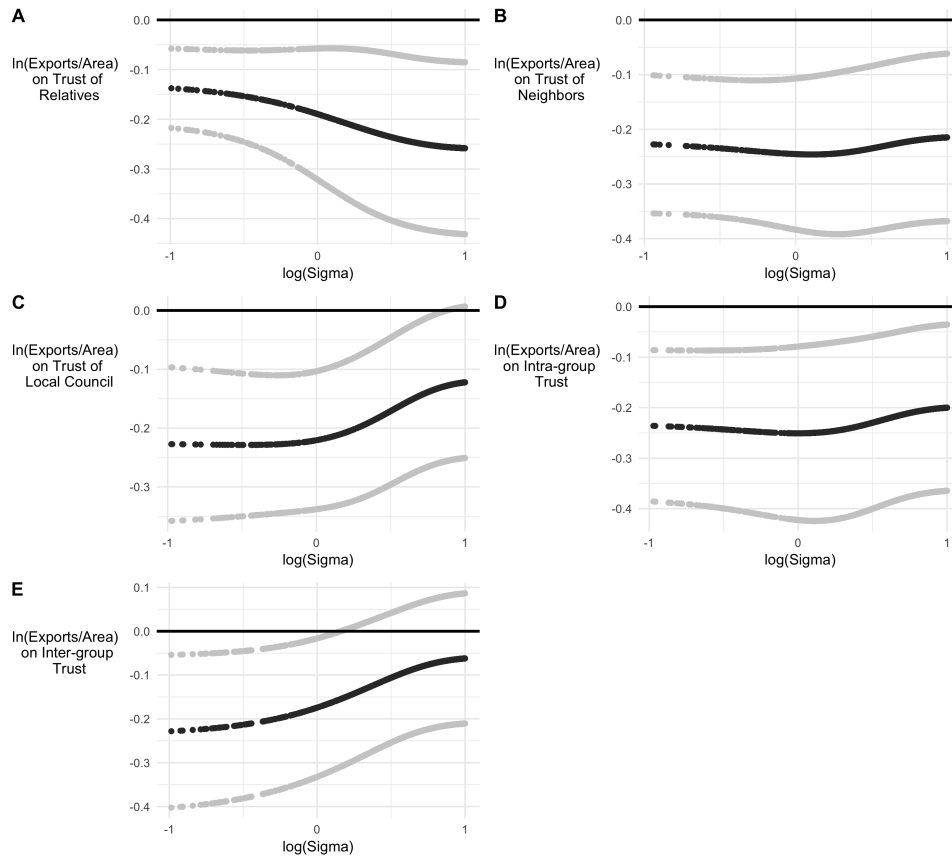 A
ln(Exports/Area)
on Trust of
Relatives
0.0
-0.1
-0.2
-0.3
-0.4
-1
0
1
log(Sigma)
B
ln(Exports/Area)
on Trust of
Neighbors
0.0
-0.1
-0.2
-0.3
-0.4
-1
0
1
log(Sigma)
C
ln(Exports/Area)
on Trust of
Local Council
0.0
-0.1
-0.2
-0.3
-1
0
1
log(Sigma)
D
ln(Exports/Area)
on Intra-group
Trust
0.0
-0.1
-0.2
-0.3
-0.4
-1
0
1
log(Sigma)
E
ln(Exports/Area)
on Inter-group
Trust
0.1
0.0
-0.1
-0.2
-0.3
-0.4
-1
0
1
log(Sigma)